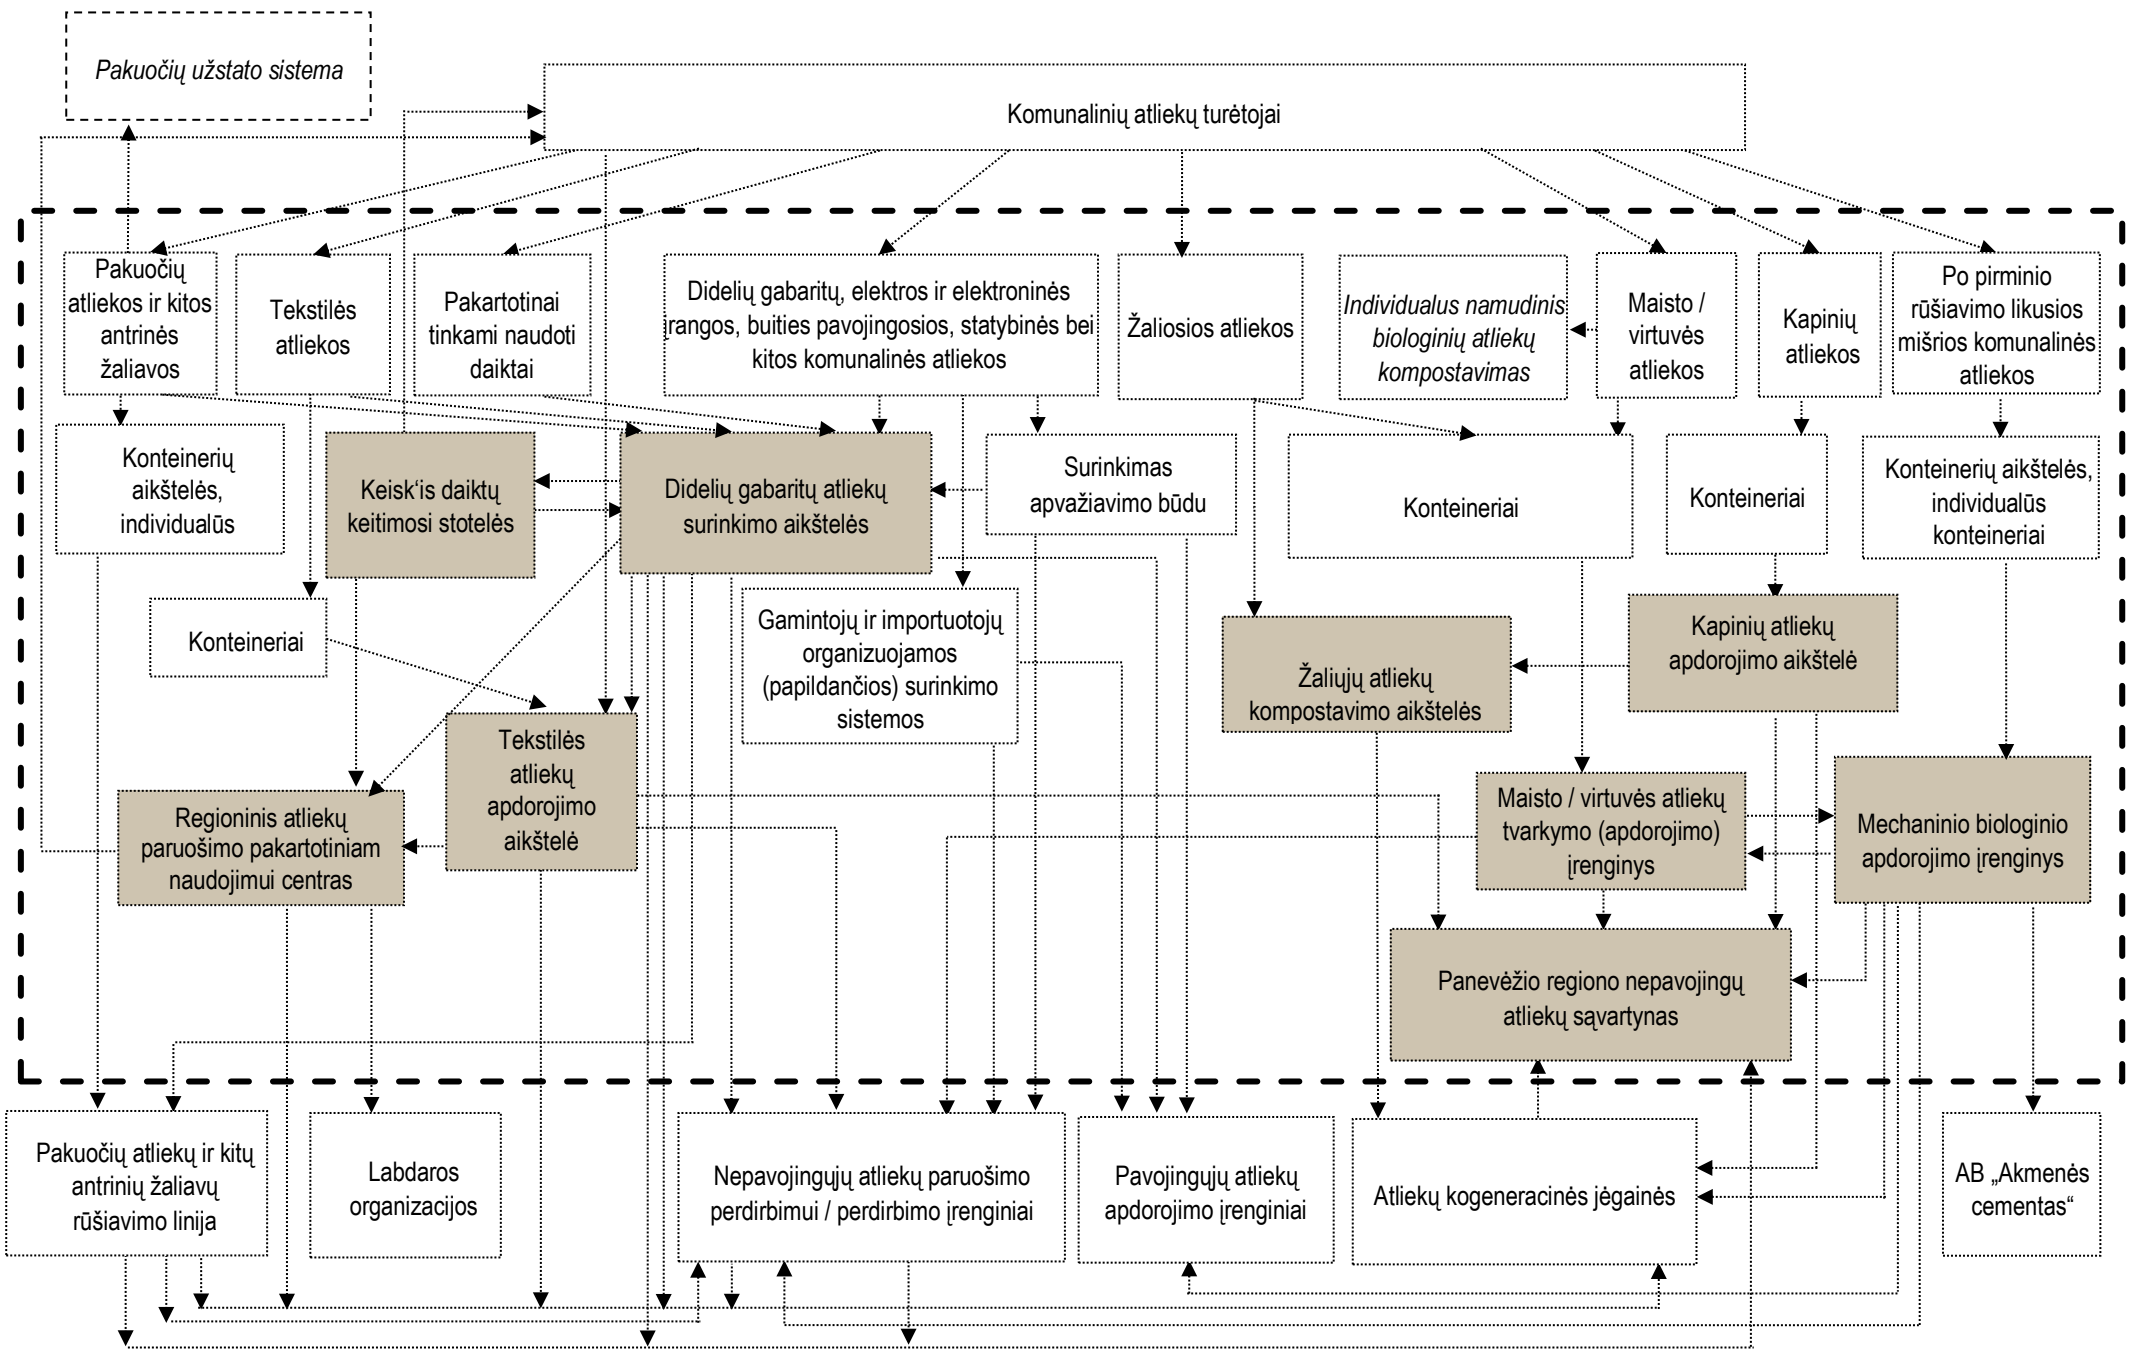 Pakuočių užstato sistema
Komunalinių atliekų turėtojai
Pakuočių
atliekos ir kitos
antrinės
žaliavos
Tekstilės
atliekos
Pakartotinai
tinkami naudoti
daiktai
Didelių gabaritų, elektros ir elektroninės
įrangos, buities pavojingosios, statybinės bei
kitos komunalinės atliekos
Žaliosios atliekos
Individualus namudinis
biologinių atliekų
kompostavimas
Maisto /
virtuvės
atliekos
Kapinių
atliekos
Po pirminio
rūšiavimo likusios
mišrios komunalinės
atliekos
Konteinerių
aikštelės,
individualūs
Keisk‘is daiktų
keitimosi stotelės
Didelių gabaritų atliekų
surinkimo aikštelės
Surinkimas
apvažiavimo būdu
Konteineriai
Konteineriai
Konteinerių aikštelės,
individualūs
konteineriai
Konteineriai
Gamintojų ir importuotojų
organizuojamos
(papildančios) surinkimo
sistemos
Žaliųjų atliekų
kompostavimo aikštelės
Kapinių atliekų
apdorojimo aikštelė
Tekstilės
atliekų
apdorojimo
aikštelė
Regioninis atliekų
paruošimo pakartotiniam
naudojimui centras
Maisto / virtuvės atliekų
tvarkymo (apdorojimo)
įrenginys
Mechaninio biologinio
apdorojimo įrenginys
Panevėžio regiono nepavojingų
atliekų sąvartynas
Pakuočių atliekų ir kitų
antrinių žaliavų
rūšiavimo linija
Labdaros
organizacijos
Nepavojingųjų atliekų paruošimo
perdirbimui / perdirbimo įrenginiai
Pavojingųjų atliekų
apdorojimo įrenginiai
Atliekų kogeneracinės jėgainės
AB „Akmenės
cementas“